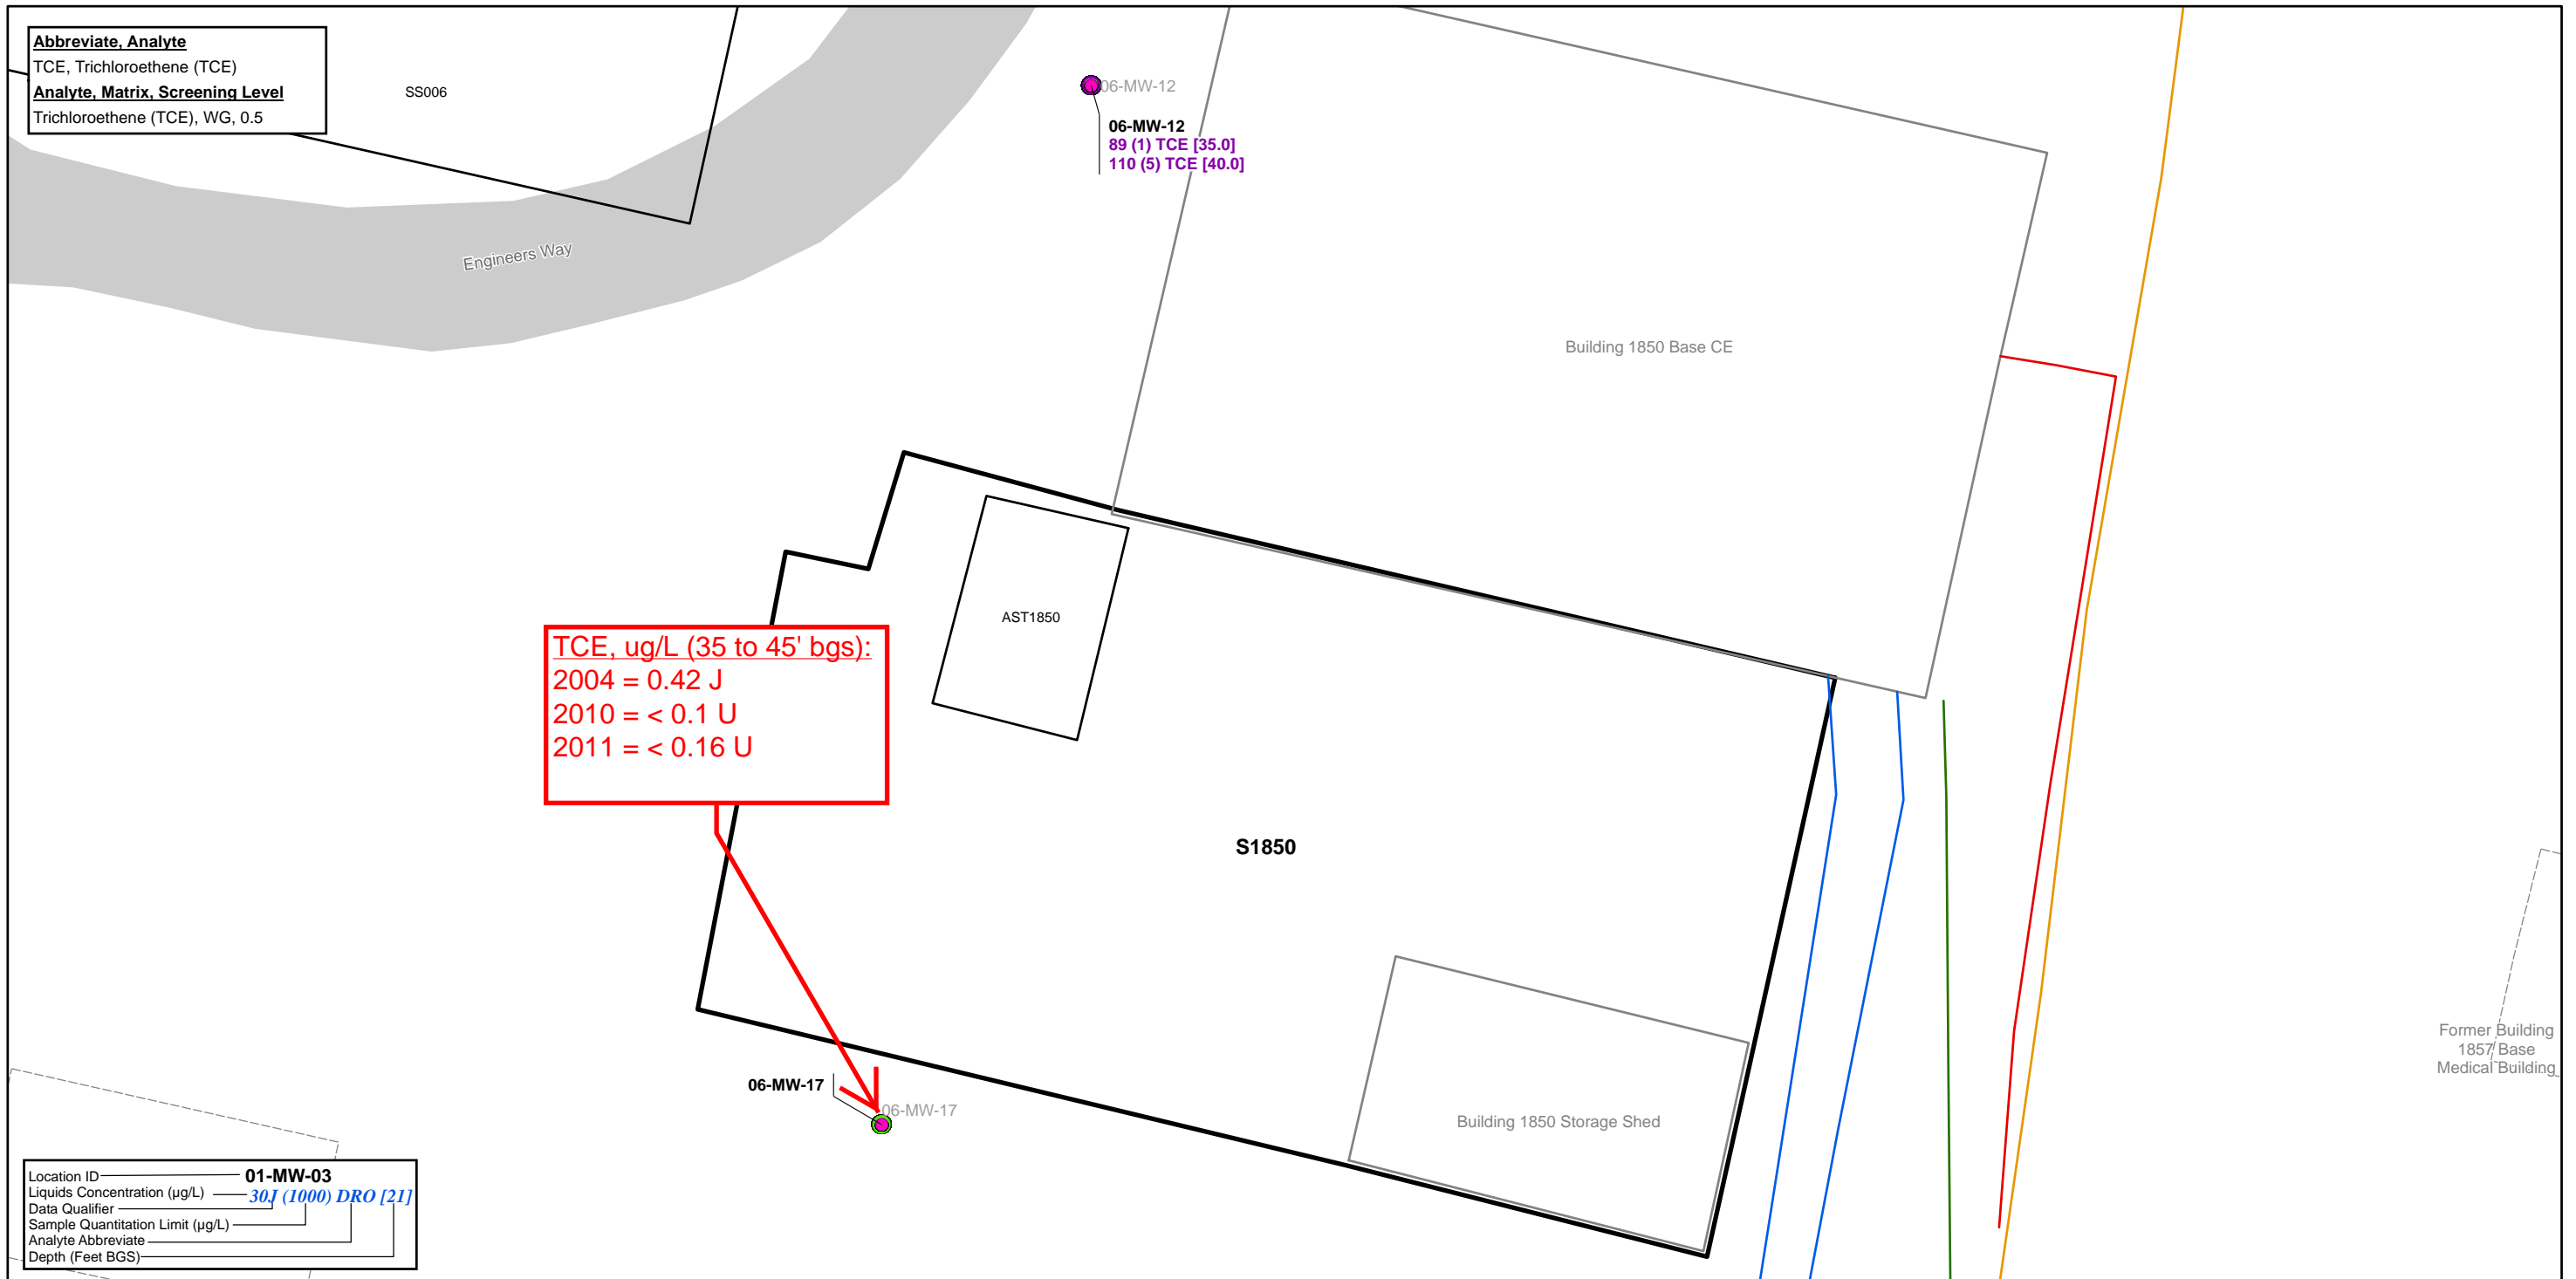 Abbreviate, Analyte
TCE, Trichloroethene (TCE)
Analyte, Matrix, Screening Level
Trichloroethene (TCE), WG, 0.5
SS006
06-MW-12
06-MW-12
89 (1) TCE [35.0]
110 (5) TCE [40.0]
Engineers Way
Building 1850 Base CE
AST1850
TCE, ug/L (35 to 45' bgs):
2004 = 0.42 J
2010 = < 0.1 U
2011 = < 0.16 U
S1850
Former Building
1857 Base
Medical Building
06-MW-17
06-MW-17
Building 1850 Storage Shed
Location ID 01-MW-03
Liquids Concentration (µg/L) 30J (1000) DRO [21]
Data Qualifier
Sample Quantitation Limit (µg/L)
Analyte Abbreviate
Depth (Feet BGS)